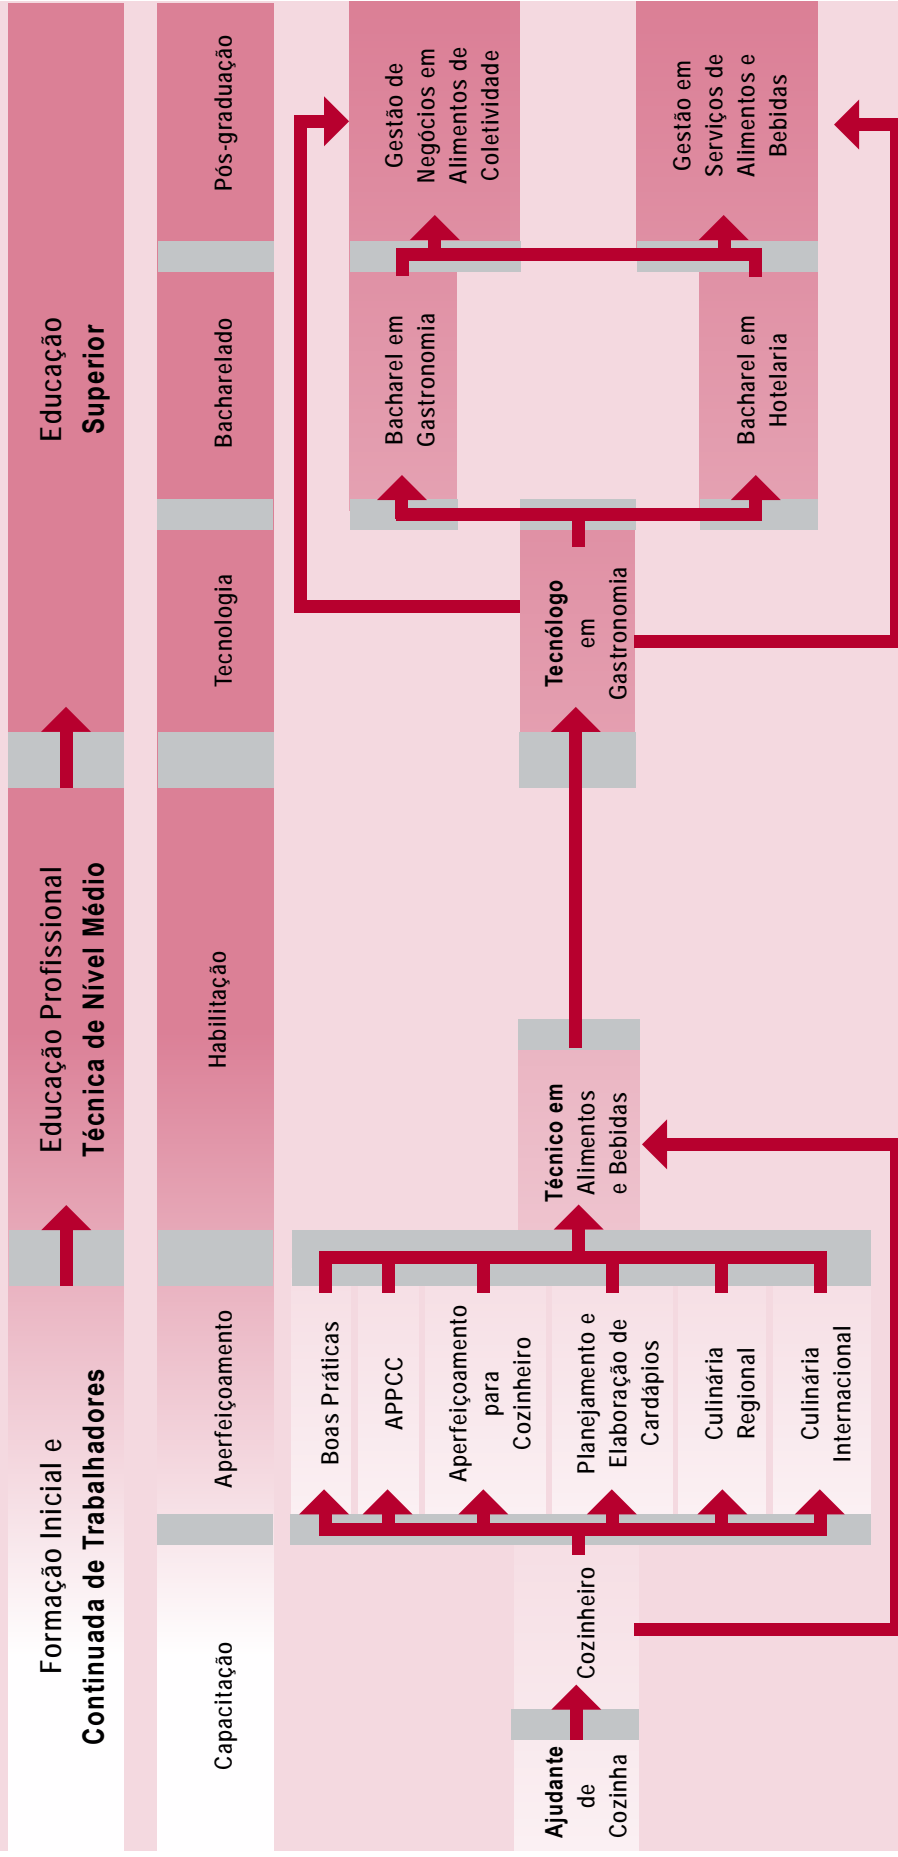 Formação Inicial e
Continuada de Trabalhadores
Educação Profissional
Técnica de Nível Médio
Educação
Superior
Capacitação
Aperfeiçoamento
Habilitação
Tecnologia
Bacharelado
Pós-graduação
Ajudante
de
Cozinha
Cozinheiro
Boas Práticas
APPCC
Aperfeiçoamento
para
Cozinheiro
Planejamento e
Elaboração de
Cardápios
Culinária
Regional
Culinária
Internacional
Técnico em
Alimentos
e Bebidas
Tecnólogo
em
Gastronomia
Bacharel em
Gastronomia
Bacharel em
Hotelaria
Gestão de
Negócios em
Alimentos de
Coletividade
Gestão em
Serviços de
Alimentos e
Bebidas